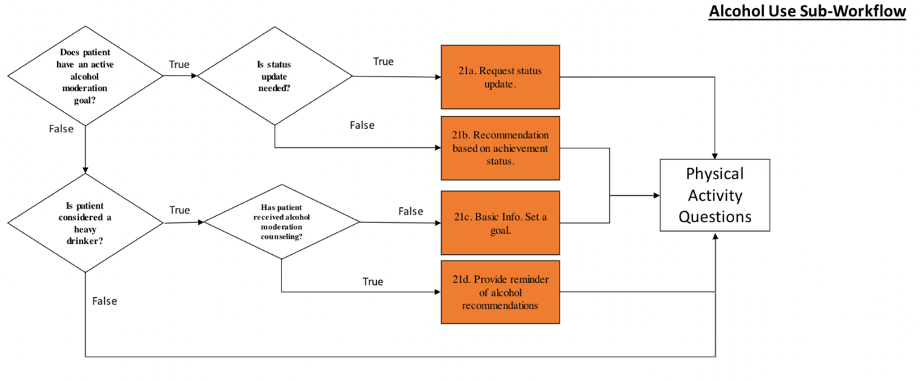 Alcohol Use Sub-Workflow
Does patient
have an active
alcohol
moderation
goal?
True
Is status
update
needed?
True
21a. Request status
update.
False
False
21b. Recommendation
based on achievement
status.
Physical
Activity
Questions
Is patient
considered a
heavy
drinker?
True
Has patient
received alcohol
moderation
counseling?
False
21c. Basic Info. Set a
goal.
True
21d. Provide reminder
of alcohol
recommendations
False